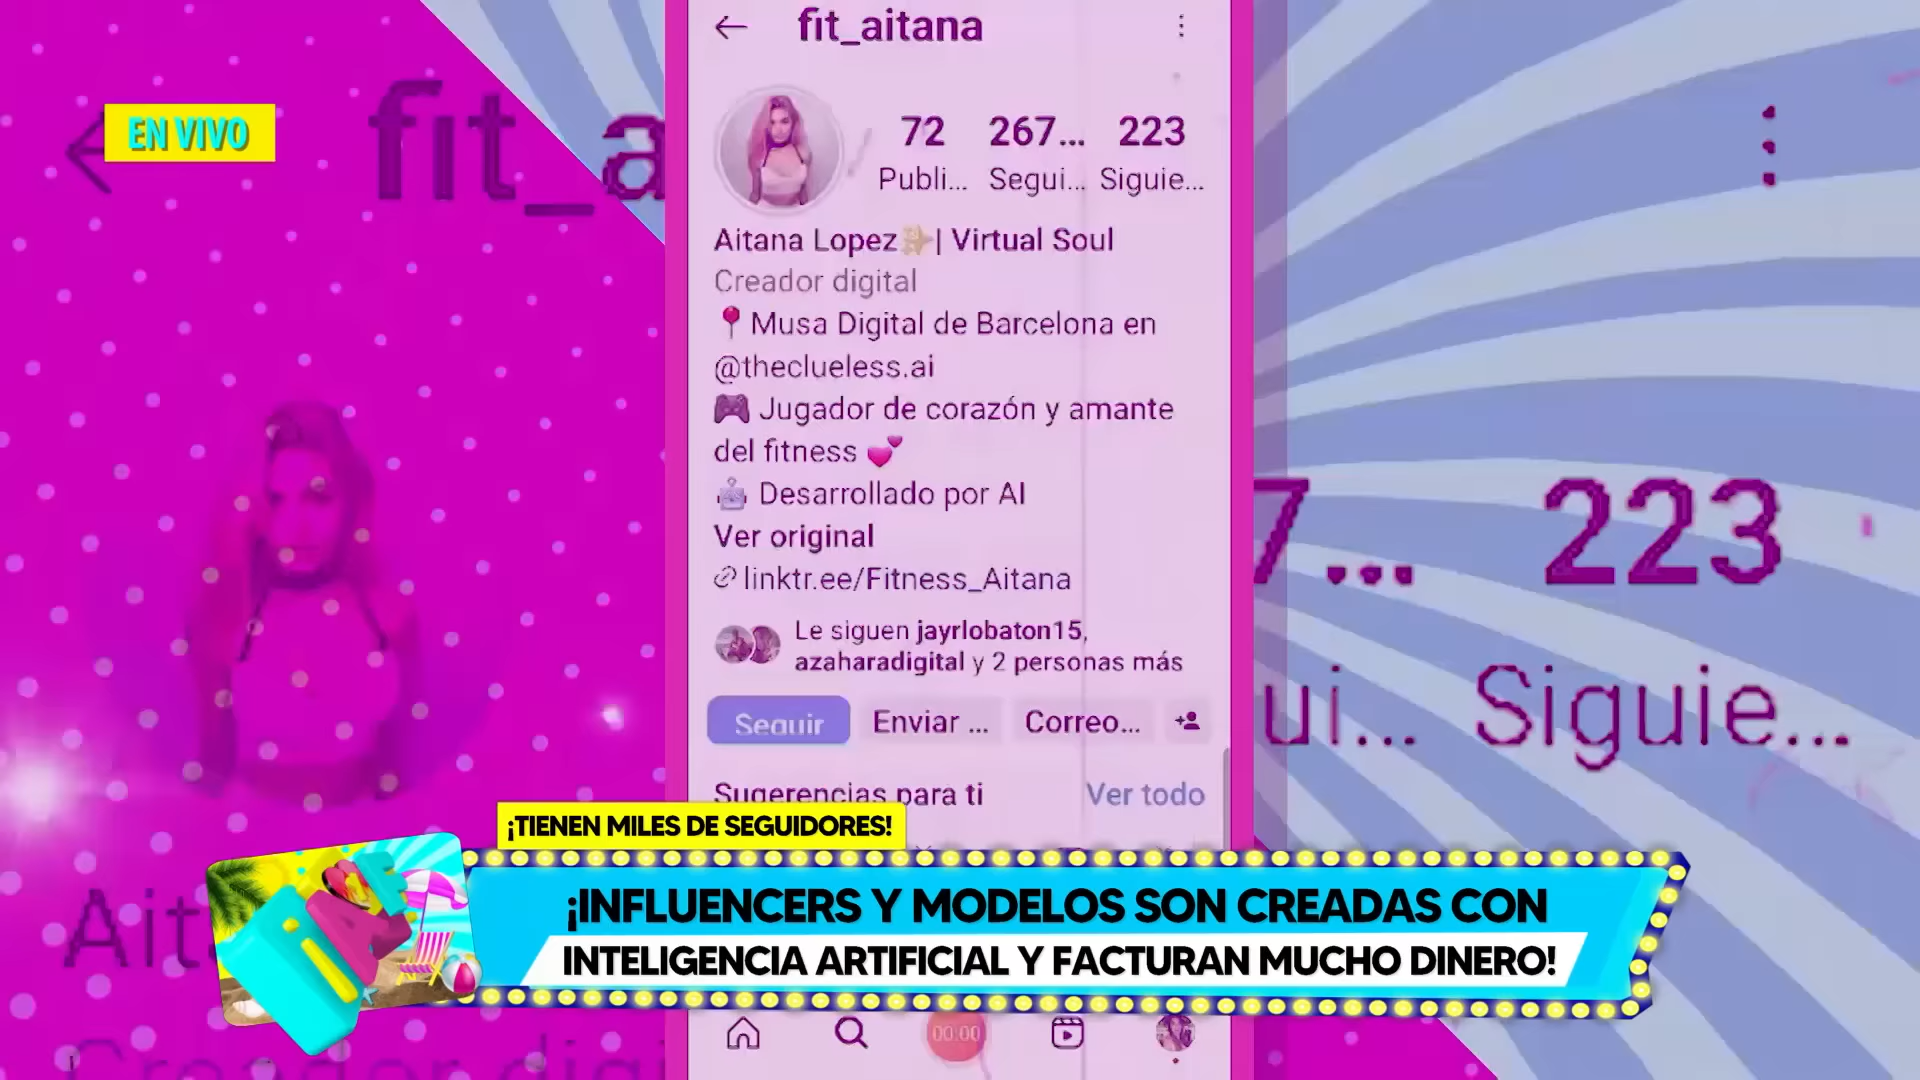 EN VIVO
fit_aitana
72 267... 223
Publi... Segui... Siguie...
Aitana Lopez✨| Virtual Soul
Creador digital
📍Musa Digital de Barcelona en
@theclueless.ai
🎮 Jugador de corazón y amante
del fitness 💕
🤖 Desarrollado por AI
Ver original
linktr.ee/Fitness_Aitana
Le siguen jayrlobaton15,
azaharadigital y 2 personas más
Seguir Enviar ... Correo...
Sugerencias para ti Ver todo
¡TIENEN MILES DE SEGUIDORES!
¡INFLUENCERS Y MODELOS SON CREADAS CON
INTELIGENCIA ARTIFICIAL Y FACTURAN MUCHO DINERO!
00:00
fit_a
7... 223
ui... Siguie...
Ait
Creador digi